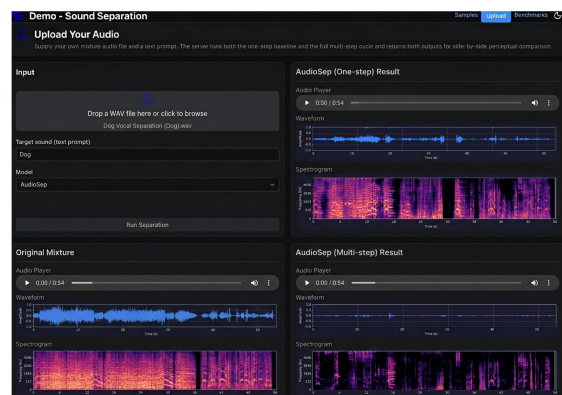 Demo - Sound Separation
Samples
Upload
Benchmarks
Upload Your Audio
Supply your own mixture audio file and a text prompt. The server runs both the one-step baseline and the full multi-step cycle and returns both outputs for side-by-side perceptual comparison.
Input
Drop a WAV file here or click to browse
Dog Vocal Separation (Dog).wav
Target sound (text prompt)
Dog
Model
AudioSep
Run Separation
AudioSep (One-step) Result
Audio Player
0:00 / 0:54
Waveform
Amplitude
Time (s)
Spectrogram
Time (s)
Original Mixture
Audio Player
0:00 / 0:54
Waveform
Time (s)
Spectrogram
AudioSep (Multi-step) Result
Audio Player
0:00 / 0:54
Waveform
Time (s)
Spectrogram